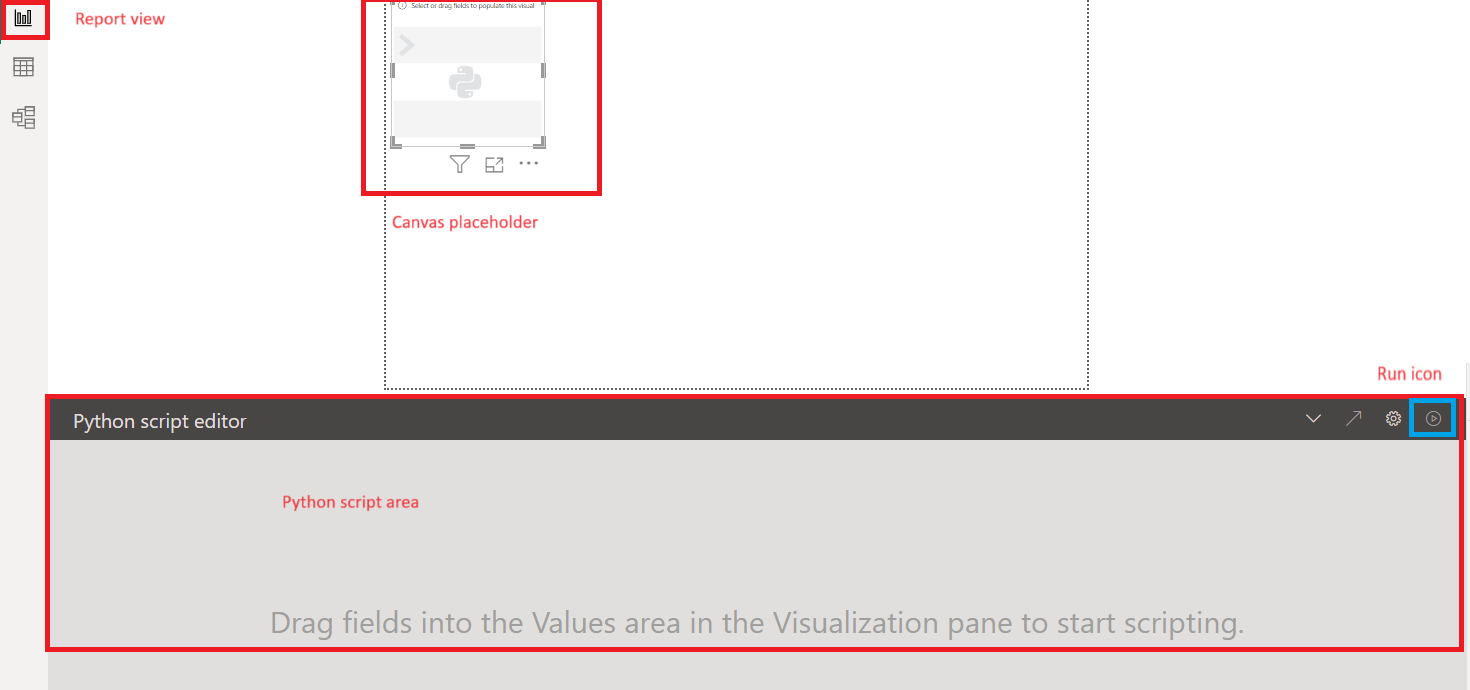 Select or drag fields to populate this visual
Report view
Canvas placeholder
Run icon
Python script editor
Python script area
Drag fields into the Values area in the Visualization pane to start scripting.